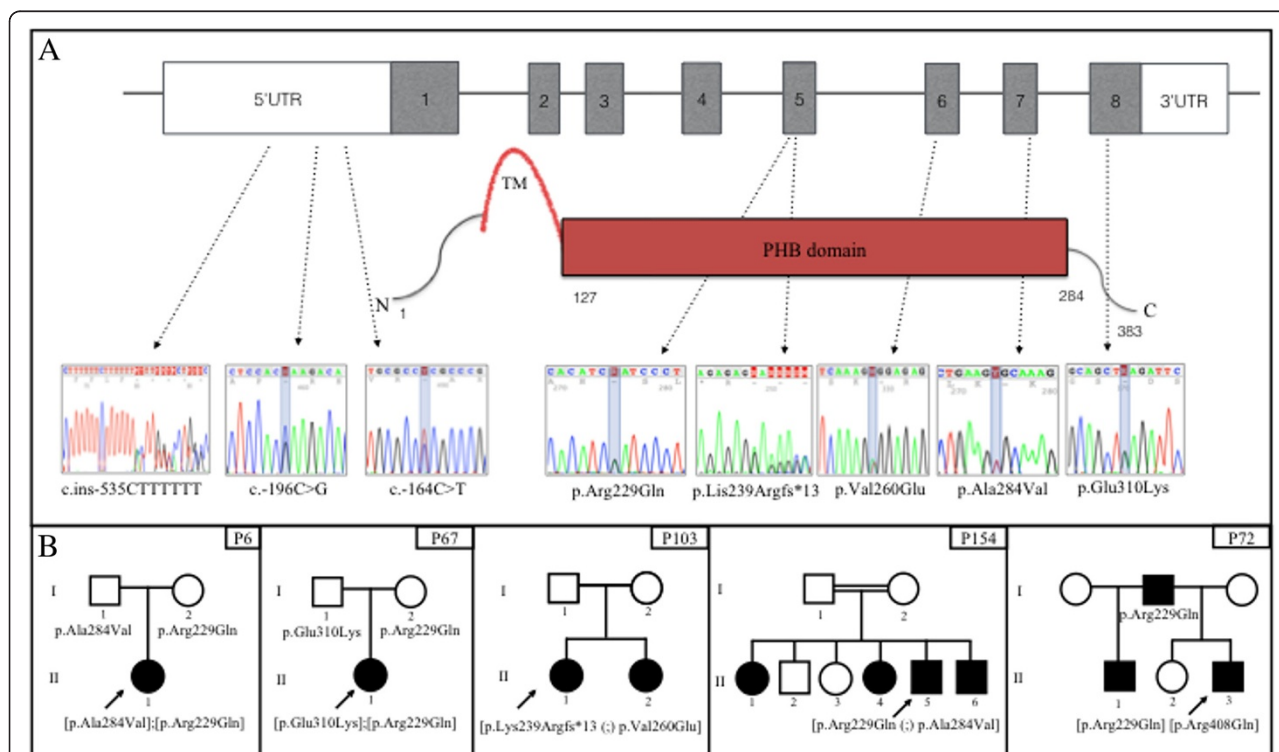 A
5'UTR 1 2 3 4 5 6 7 8 3'UTR
TM
PHB domain
N 1 127 284 383 C
c.ins-535CTTTTTT c.-196C>G c.-164C>T p.Arg229Gln p.Lis239Argfs*13 p.Val260Glu p.Ala284Val p.Glu310Lys
B P6 P67 P103 P154 P72
I I I I I
1 2 1 2 1 2 1 2
p.Ala284Val p.Arg229Gln p.Glu310Lys p.Arg229Gln p.Arg229Gln
II II II II II
1 1 1 2 1 2 3 4 5 6 1 2 3
[p.Ala284Val];[p.Arg229Gln] [p.Glu310Lys];[p.Arg229Gln] [p.Lys239Argfs*13 (;) p.Val260Glu] [p.Arg229Gln (;) p.Ala284Val] [p.Arg229Gln] [p.Arg408Gln]